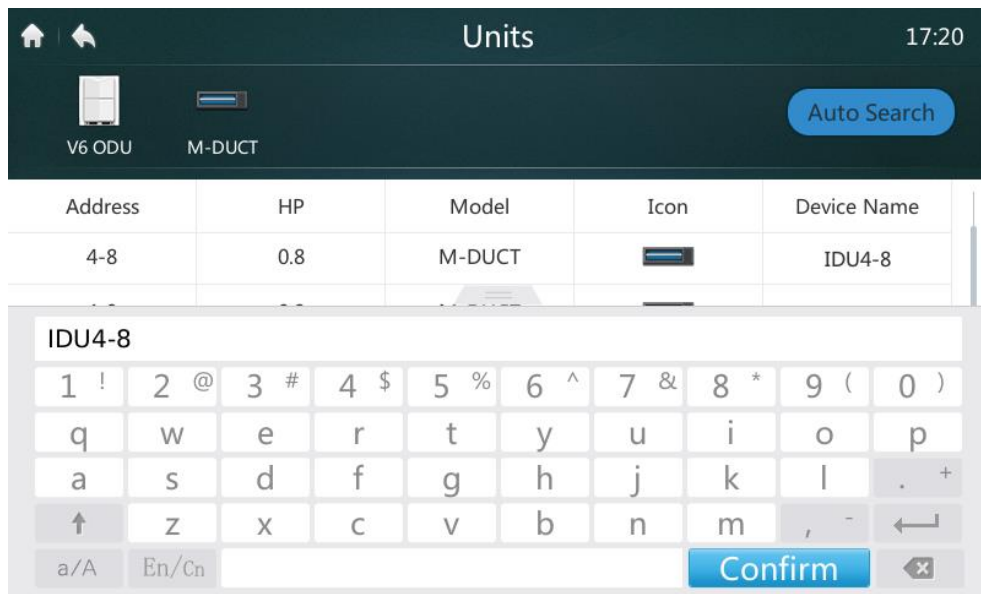 Units 17:20
Auto Search
V6 ODU M-DUCT
Address HP Model Icon Device Name
4-8 0.8 M-DUCT IDU4-8
IDU4-8
1 ! 2 @ 3 # 4 $ 5 % 6 ^ 7 & 8 * 9 ( 0 )
q w e r t y u i o p
a s d f g h j k l . +
z x c v b n m , -
a/A En/Cn Confirm